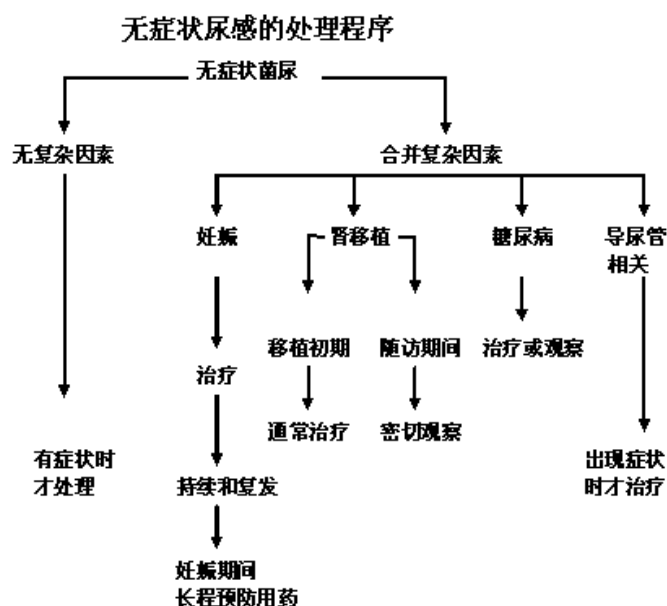 无症状尿感的处理程序
无症状菌尿
无复杂因素
合并复杂因素
妊娠
肾移植
糖尿病
导尿管
相关
移植初期
随访期间
治疗或观察
治疗
通常治疗
密切观察
有症状时
才处理
持续和复发
出现症状
时才治疗
妊娠期间
长程预防用药